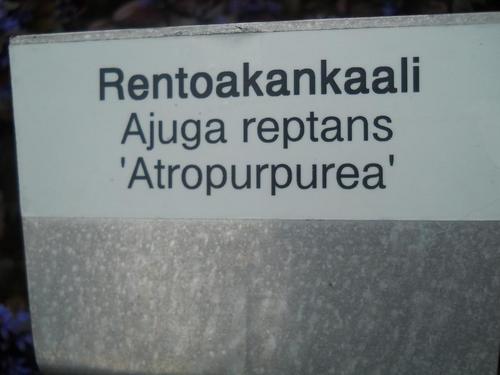 Rentoakankaali
Ajuga reptans
'Atropurpurea'